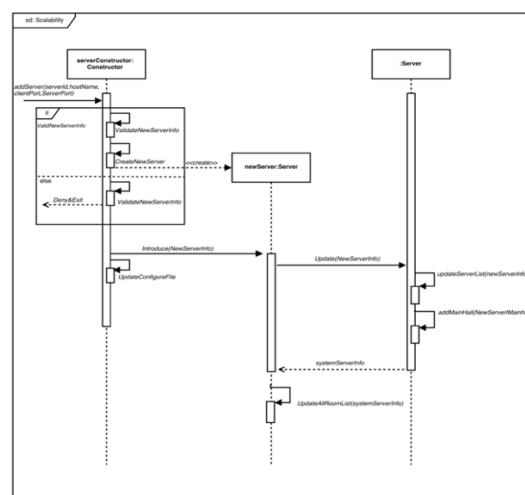 sd: Scalability
serverConstructor:
Constructor
:Server
addServer(serverId,hostName,
clientPort,ServerPort)
if
ValidNewServerInfo
ValidateNewServerInfo
CreateNewServer
<<create>>
newServer:Server
else
Deny&Exit
ValidateNewServerInfo
Introduce(NewServerInfo)
Update(NewServerInfo)
UpdateConfigureFile
updateServerList(newServerInfo
addMainHall(NewServerMainh
systemServerInfo
UpdateAllRoomList(systemServerInfo)